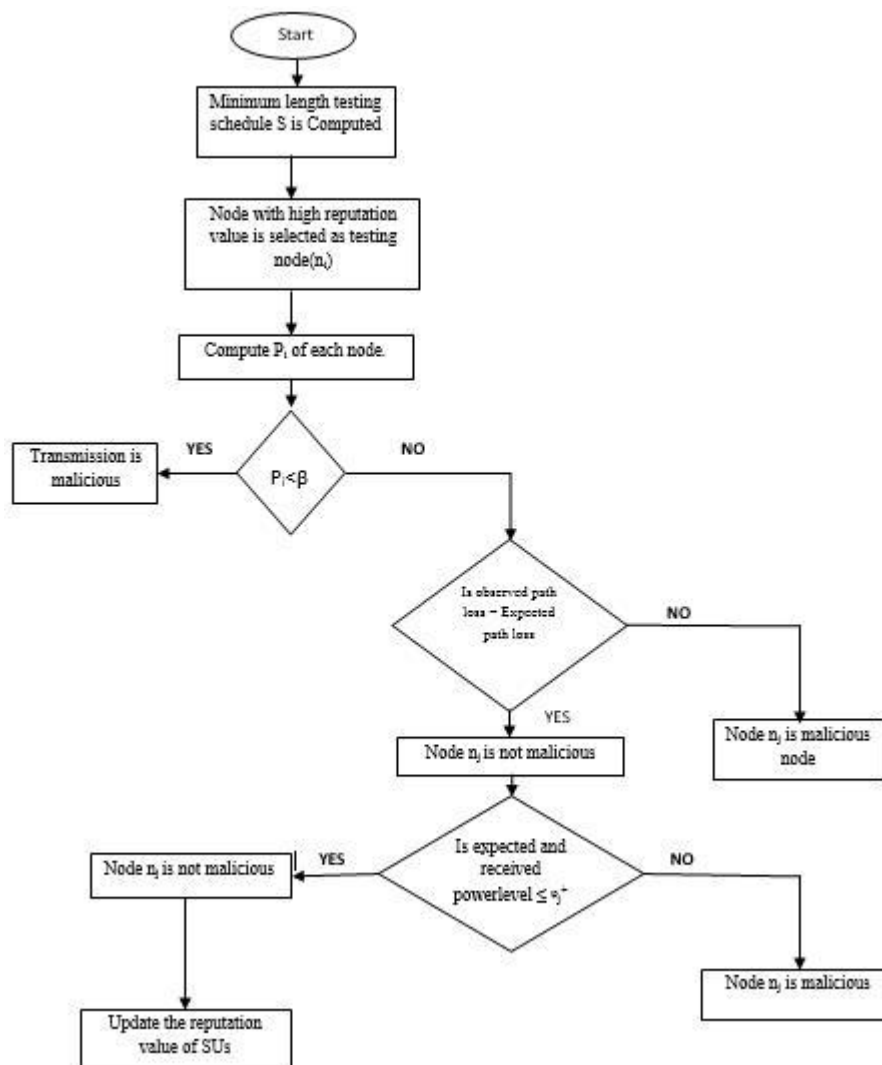 Start
Minimum length testing
schedule S is Computed
Node with high reputation
value is selected as testing
node(nᵢ)
Compute Pᵢ of each node.
YES
NO
Transmission is
malicious
Pᵢ<β
Is observed path
loss = Expected
path loss
NO
YES
Node nⱼ is not malicious
Node nⱼ is malicious
node
Is expected and
received
powerlevel ≤
YES
NO
Node nⱼ is not malicious
Node nⱼ is malicious
Update the reputation
value of SUs